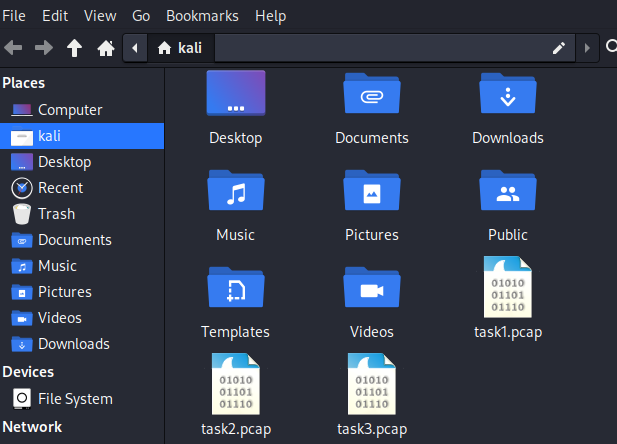 File Edit View Go Bookmarks Help
kali
Places
Computer
kali
Desktop
Recent
Trash
Documents
Music
Pictures
Videos
Downloads
Devices
File System
Network
Desktop Documents Downloads
Music Pictures Public
01010
01101
01110
Templates Videos task1.pcap
01010 01010
01101 01101
01110 01110
task2.pcap task3.pcap